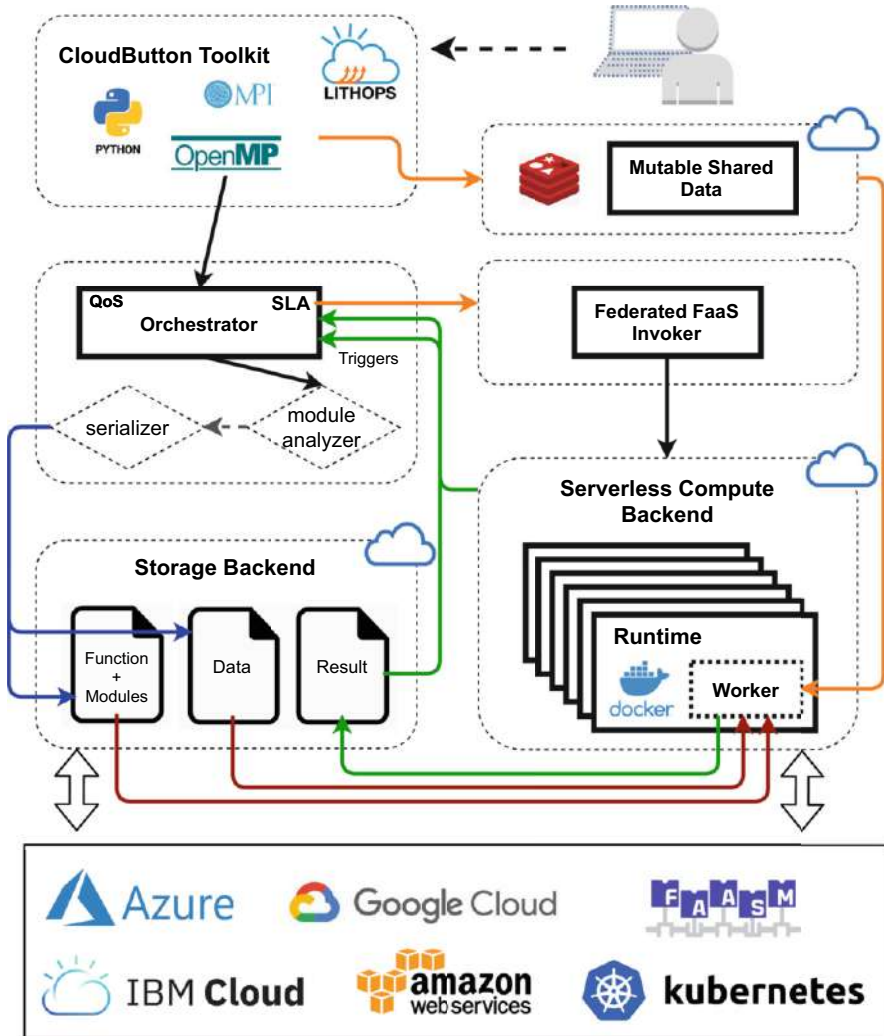 CloudButton Toolkit
LITHOPS
MPI
PYTHON
OpenMP
Mutable Shared
Data
QoS
SLA
Orchestrator
Triggers
Federated FaaS
Invoker
serializer
module
analyzer
Serverless Compute
Backend
Storage Backend
Function
+
Modules
Data
Result
Runtime
docker
Worker
Azure
Google Cloud
FAASM
IBM Cloud
amazon
web services
kubernetes